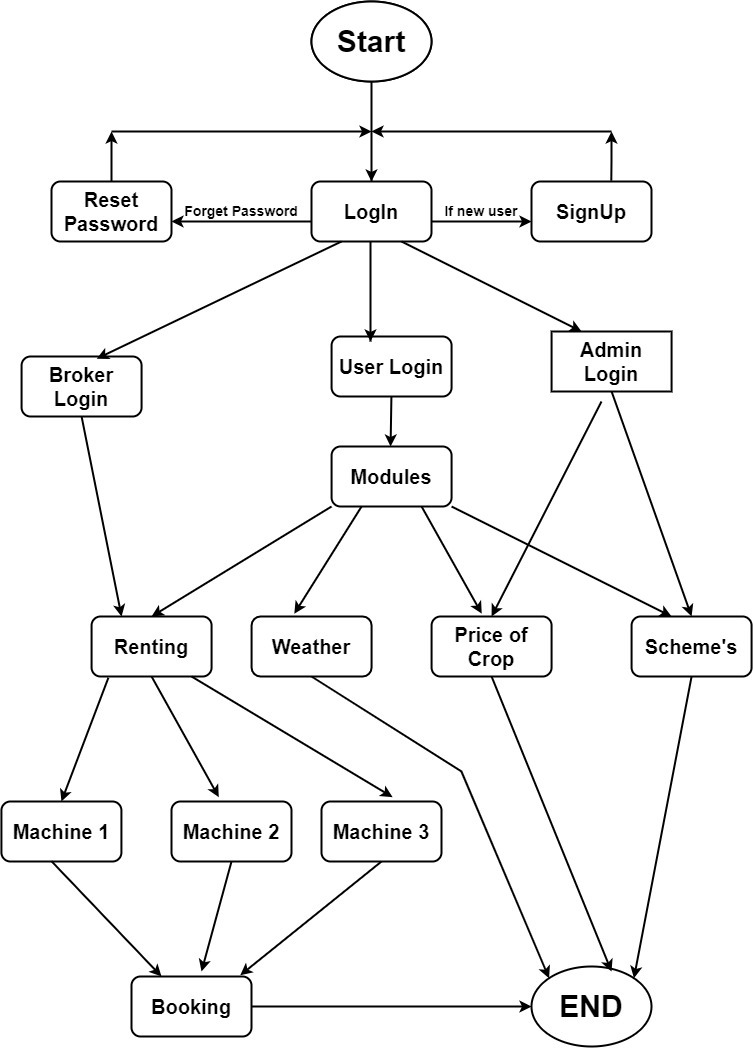 Start
Reset
Password
Forget Password
LogIn
If new user
SignUp
Broker
Login
User Login
Admin
Login
Modules
Renting
Weather
Price of
Crop
Scheme's
Machine 1
Machine 2
Machine 3
Booking
END